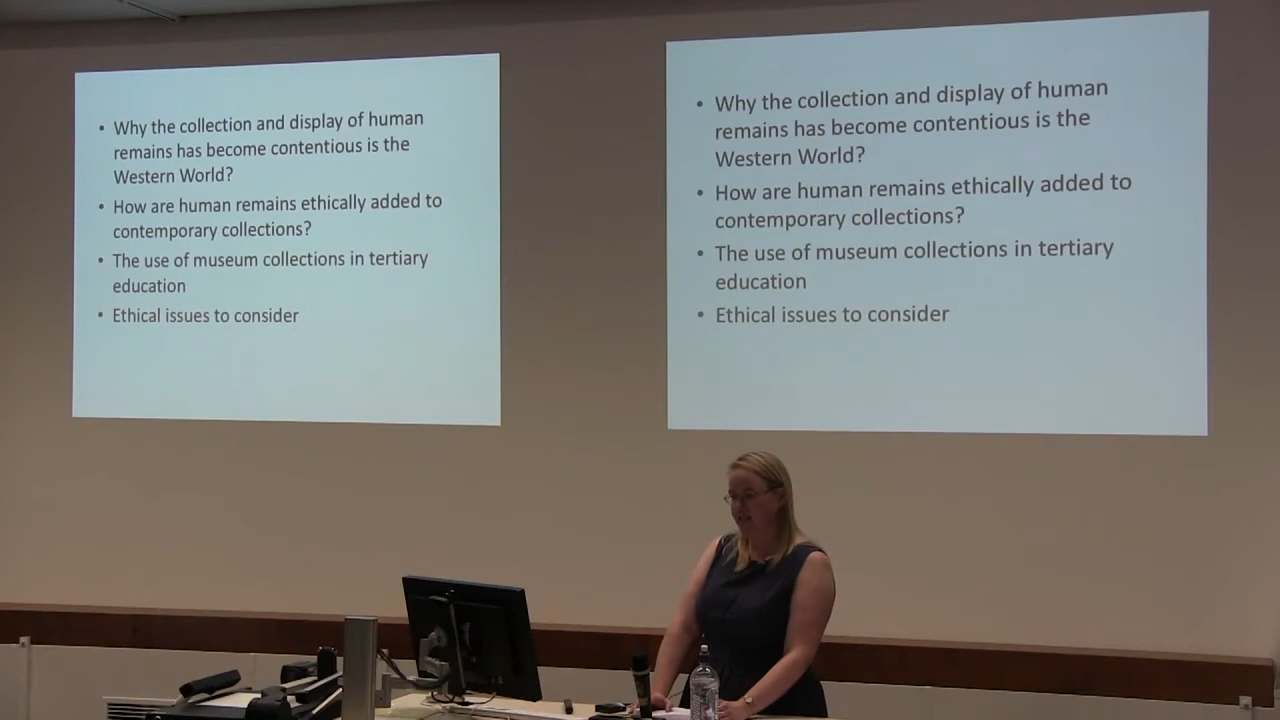 • Why the collection and display of human
remains has become contentious is the
Western World?
• How are human remains ethically added to
contemporary collections?
• The use of museum collections in tertiary
education
• Ethical issues to consider
• Why the collection and display of human
remains has become contentious is the
Western World?
• How are human remains ethically added to
contemporary collections?
• The use of museum collections in tertiary
education
• Ethical issues to consider